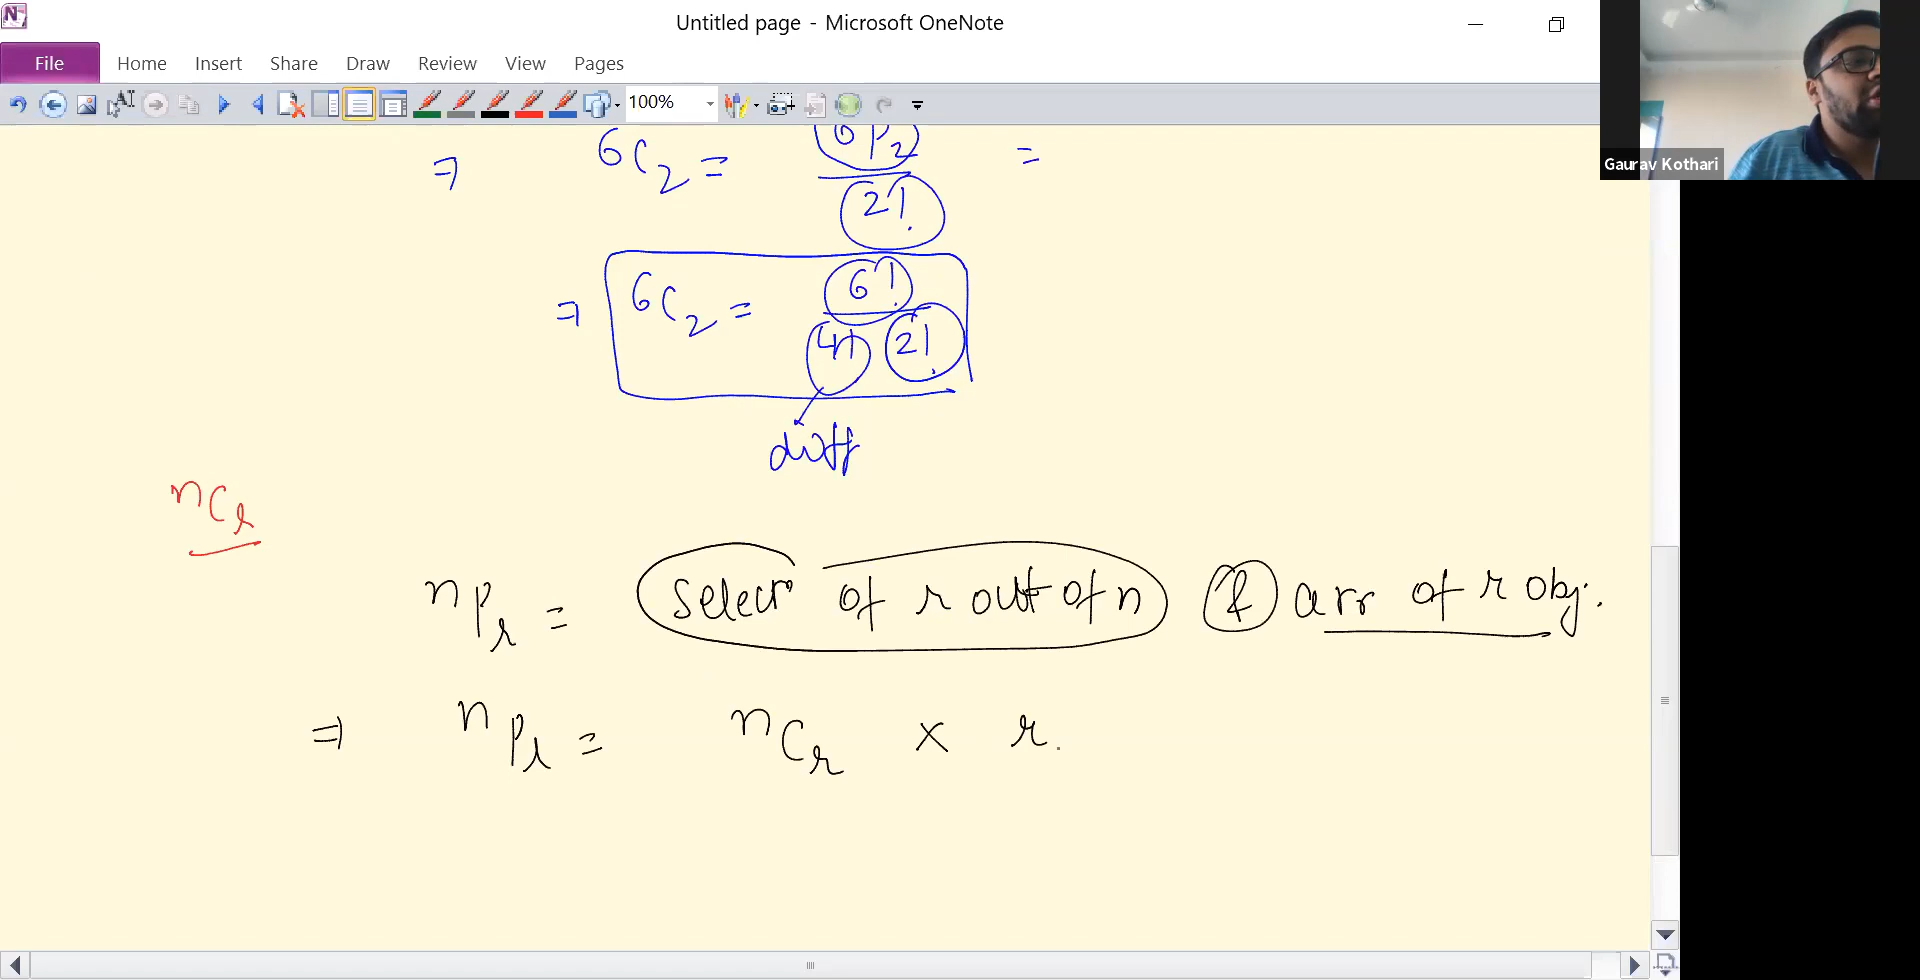 Untitled page - Microsoft OneNote
File Home Insert Share Draw Review View Pages
100%
Gaurav Kothari
⇒ 6C2 = 6P2 / 2! =
⇒ 6C2 = 6! / 4! 2!
diff
nCr
nPr = select of r out of n & arr of r obj.
⇒ nPr = nCr × r.